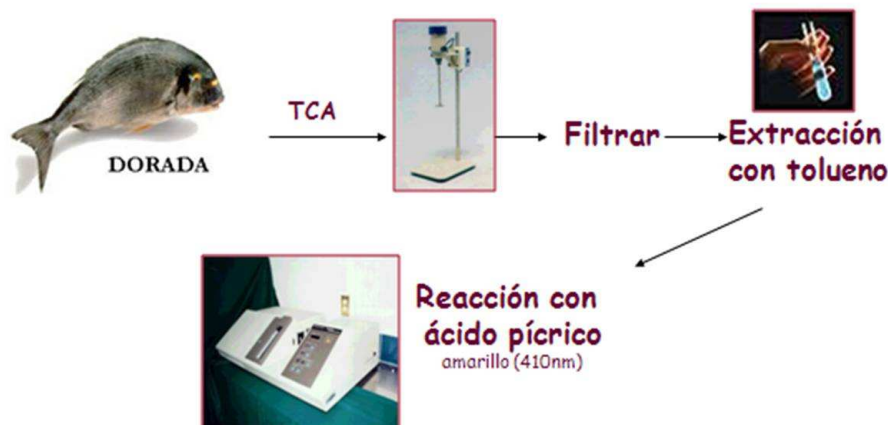 TCA
DORADA
Filtrar
Extracción
con tolueno
Reacción con
ácido pícrico
amarillo (410nm)